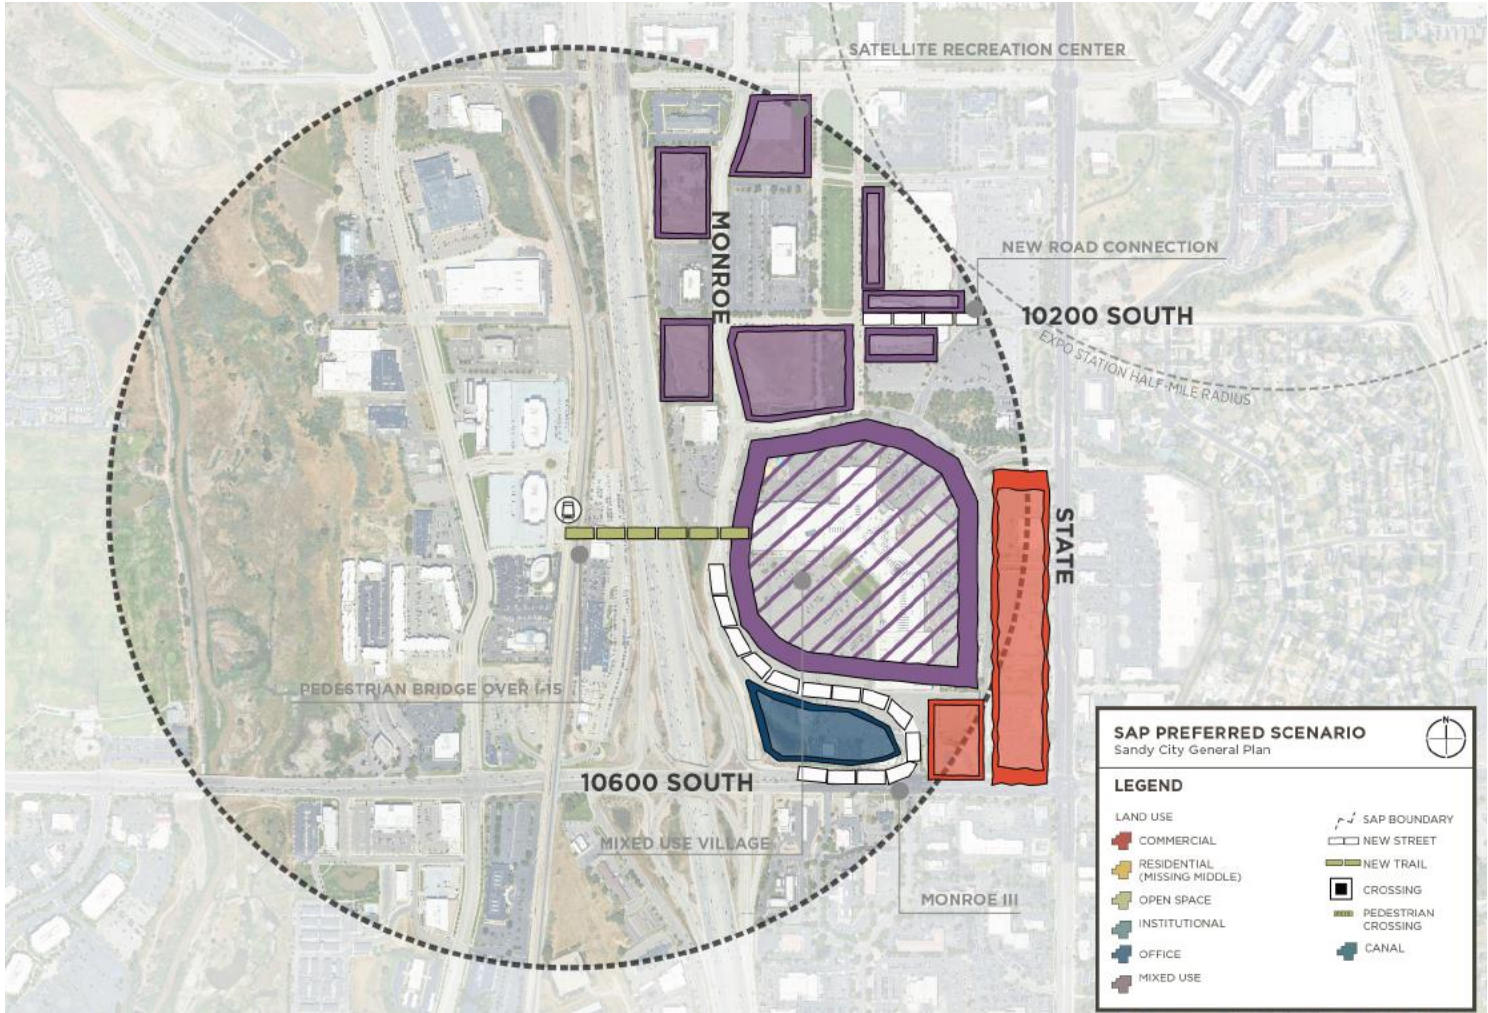 SATELLITE RECREATION CENTER
MONROE
NEW ROAD CONNECTION
10200 SOUTH
EXPO STATION HALF-MILE RADIUS
STATE
PEDESTRIAN BRIDGE OVER I-15
10600 SOUTH
MIXED USE VILLAGE
MONROE III
SAP PREFERRED SCENARIO
Sandy City General Plan
N
LEGEND
LAND USE
COMMERCIAL
RESIDENTIAL
(MISSING MIDDLE)
OPEN SPACE
INSTITUTIONAL
OFFICE
MIXED USE
SAP BOUNDARY
NEW STREET
NEW TRAIL
CROSSING
PEDESTRIAN
CROSSING
CANAL